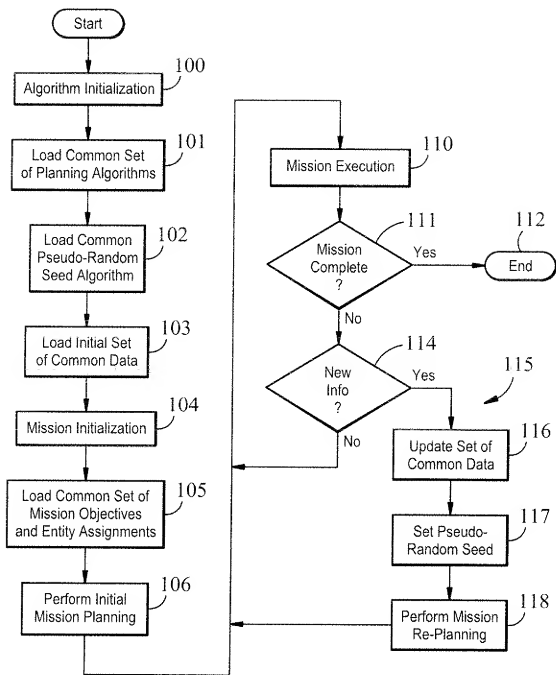 Start
100
Algorithm Initialization
101
Load Common Set
of Planning Algorithms
102
Load Common
Pseudo-Random
Seed Algorithm
103
Load Initial Set
of Common Data
104
Mission Initialization
105
Load Common Set of
Mission Objectives
and Entity Assignments
106
Perform Initial
Mission Planning
110
Mission Execution
111
Mission
Complete
?
Yes
112
End
No
114
New
Info
?
Yes
No
115
116
Update Set of
Common Data
117
Set Pseudo-
Random Seed
118
Perform Mission
Re-Planning